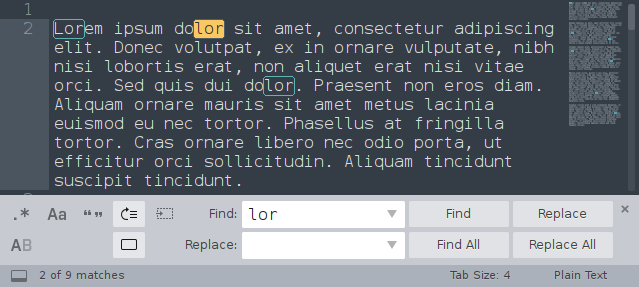 1
2 Lorem ipsum dolor sit amet, consectetur adipiscing
elit. Donec volutpat, ex in ornare vulputate, nibh
nisi lobortis erat, non aliquet erat nisi vitae
orci. Sed quis dui dolor. Praesent non eros diam.
Aliquam ornare mauris sit amet metus lacinia
euismod eu nec tortor. Phasellus at fringilla
tortor. Cras ornare libero nec odio porta, ut
efficitur orci sollicitudin. Aliquam tincidunt
suscipit tincidunt.
.* Aa “” Find: lor Find Replace ×
AB Replace: Find All Replace All
2 of 9 matches Tab Size: 4 Plain Text